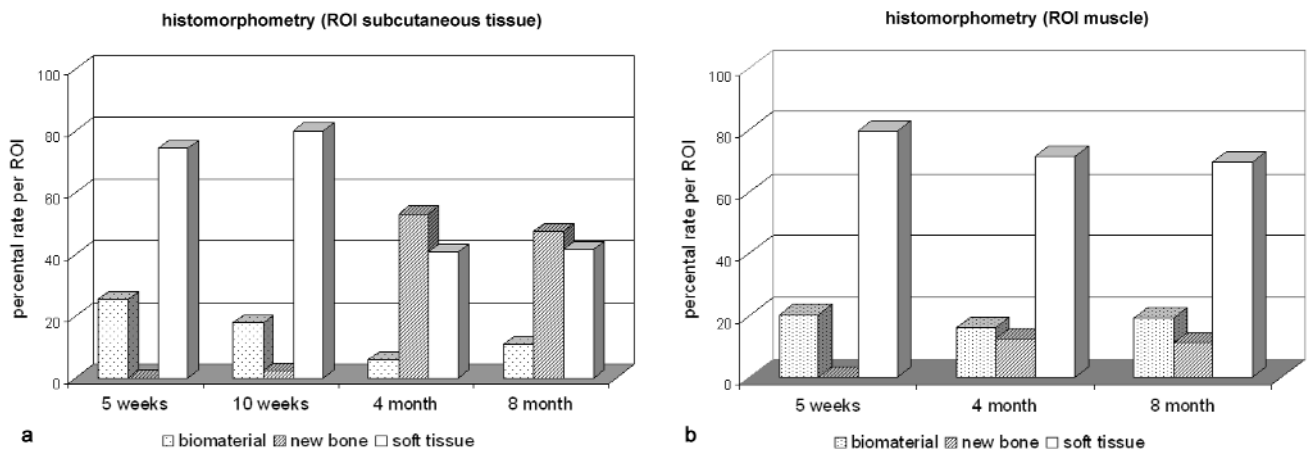 histomorphometry (ROI subcutaneous tissue)
percental rate per ROI
100
80
60
40
20
0
5 weeks 10 weeks 4 month 8 month
a
biomaterial new bone soft tissue
histomorphometry (ROI muscle)
percental rate per ROI
100
80
60
40
20
0
5 weeks 4 month 8 month
b
biomaterial new bone soft tissue